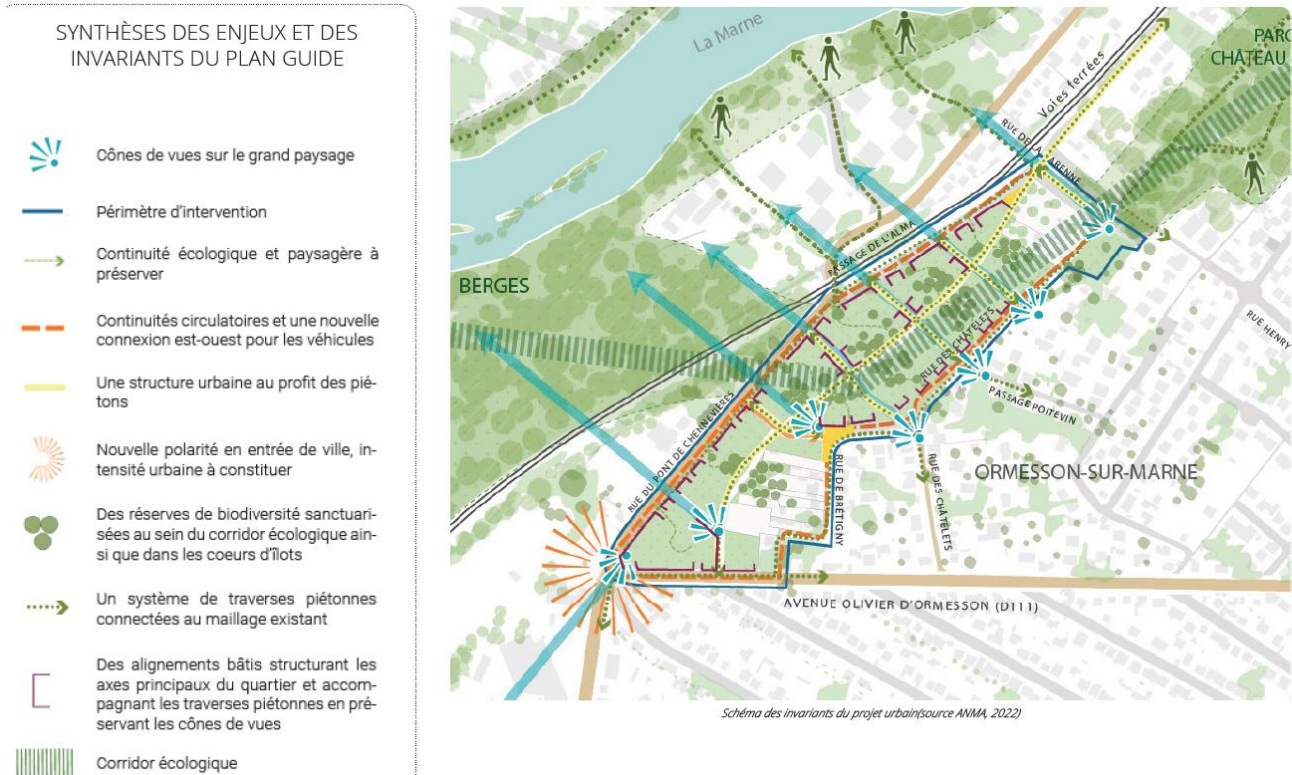 SYNTHÈSES DES ENJEUX ET DES
INVARIANTS DU PLAN GUIDE
Cônes de vues sur le grand paysage
Périmètre d'intervention
Continuité écologique et paysagère à
préserver
Continuités circulatoires et une nouvelle
connexion est-ouest pour les véhicules
Une structure urbaine au profit des pié-
tons
Nouvelle polarité en entrée de ville, in-
tensité urbaine à constituer
Des réserves de biodiversité sanctuari-
sées au sein du corridor écologique ain-
si que dans les coeurs d'îlots
Un système de traverses piétonnes
connectées au maillage existant
Des alignements bâtis structurant les
axes principaux du quartier et accom-
pagnant les traverses piétonnes en pré-
servant les cônes de vues
Corridor écologique
La Marne
PARC
CHÂTEAU
Voies ferrées
RUE DE LA VARENNE
PASSAGE DE L'ALMA
BERGES
RUE HENRY
RUE DES CHÂTELETS
PASSAGE POITEVIN
RUE DU PONT DE CHENNEVIÈRES
ORMESSON-SUR-MARNE
RUE DE BRÉTIGNY
RUE DES CHÂTELETS
AVENUE OLIVIER D'ORMESSON (D111)
Schéma des invariants du projet urbain(source ANMA, 2022)